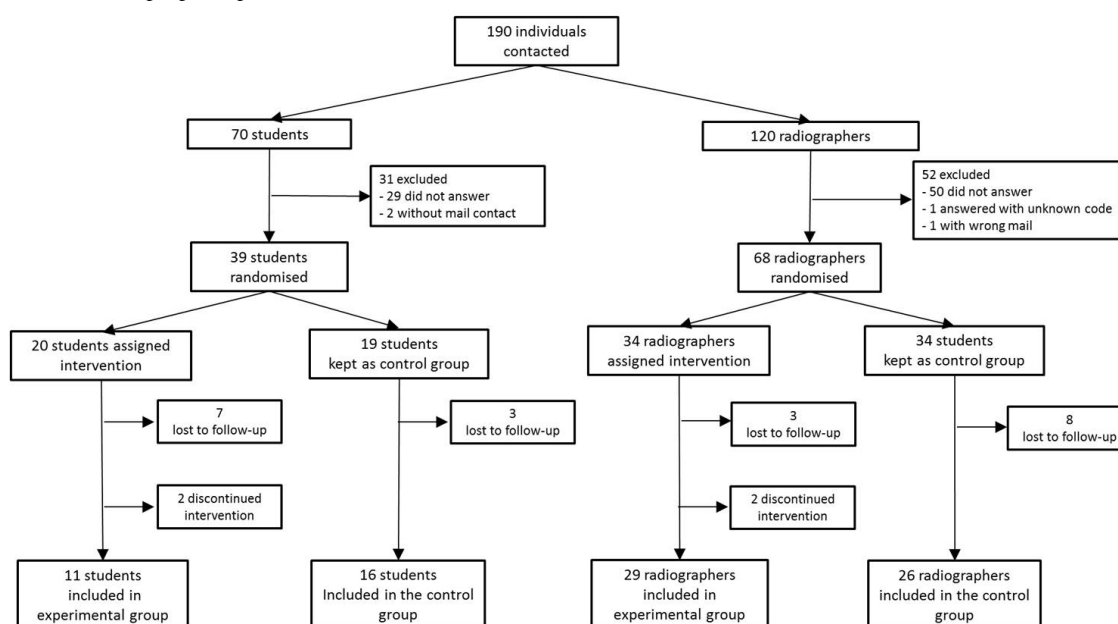 190 individuals
contacted
70 students
120 radiographers
31 excluded
- 29 did not answer
- 2 without mail contact
52 excluded
- 50 did not answer
- 1 answered with unknown code
- 1 with wrong mail
39 students
randomised
68 radiographers
randomised
20 students assigned
intervention
19 students
kept as control group
34 radiographers
assigned intervention
34 students
kept as control group
7
lost to follow-up
3
lost to follow-up
3
lost to follow-up
8
lost to follow-up
2 discontinued
intervention
2 discontinued
intervention
11 students
included in
experimental group
16 students
Included in the control
group
29 radiographers
included in
experimental group
26 radiographers
included in the control
group